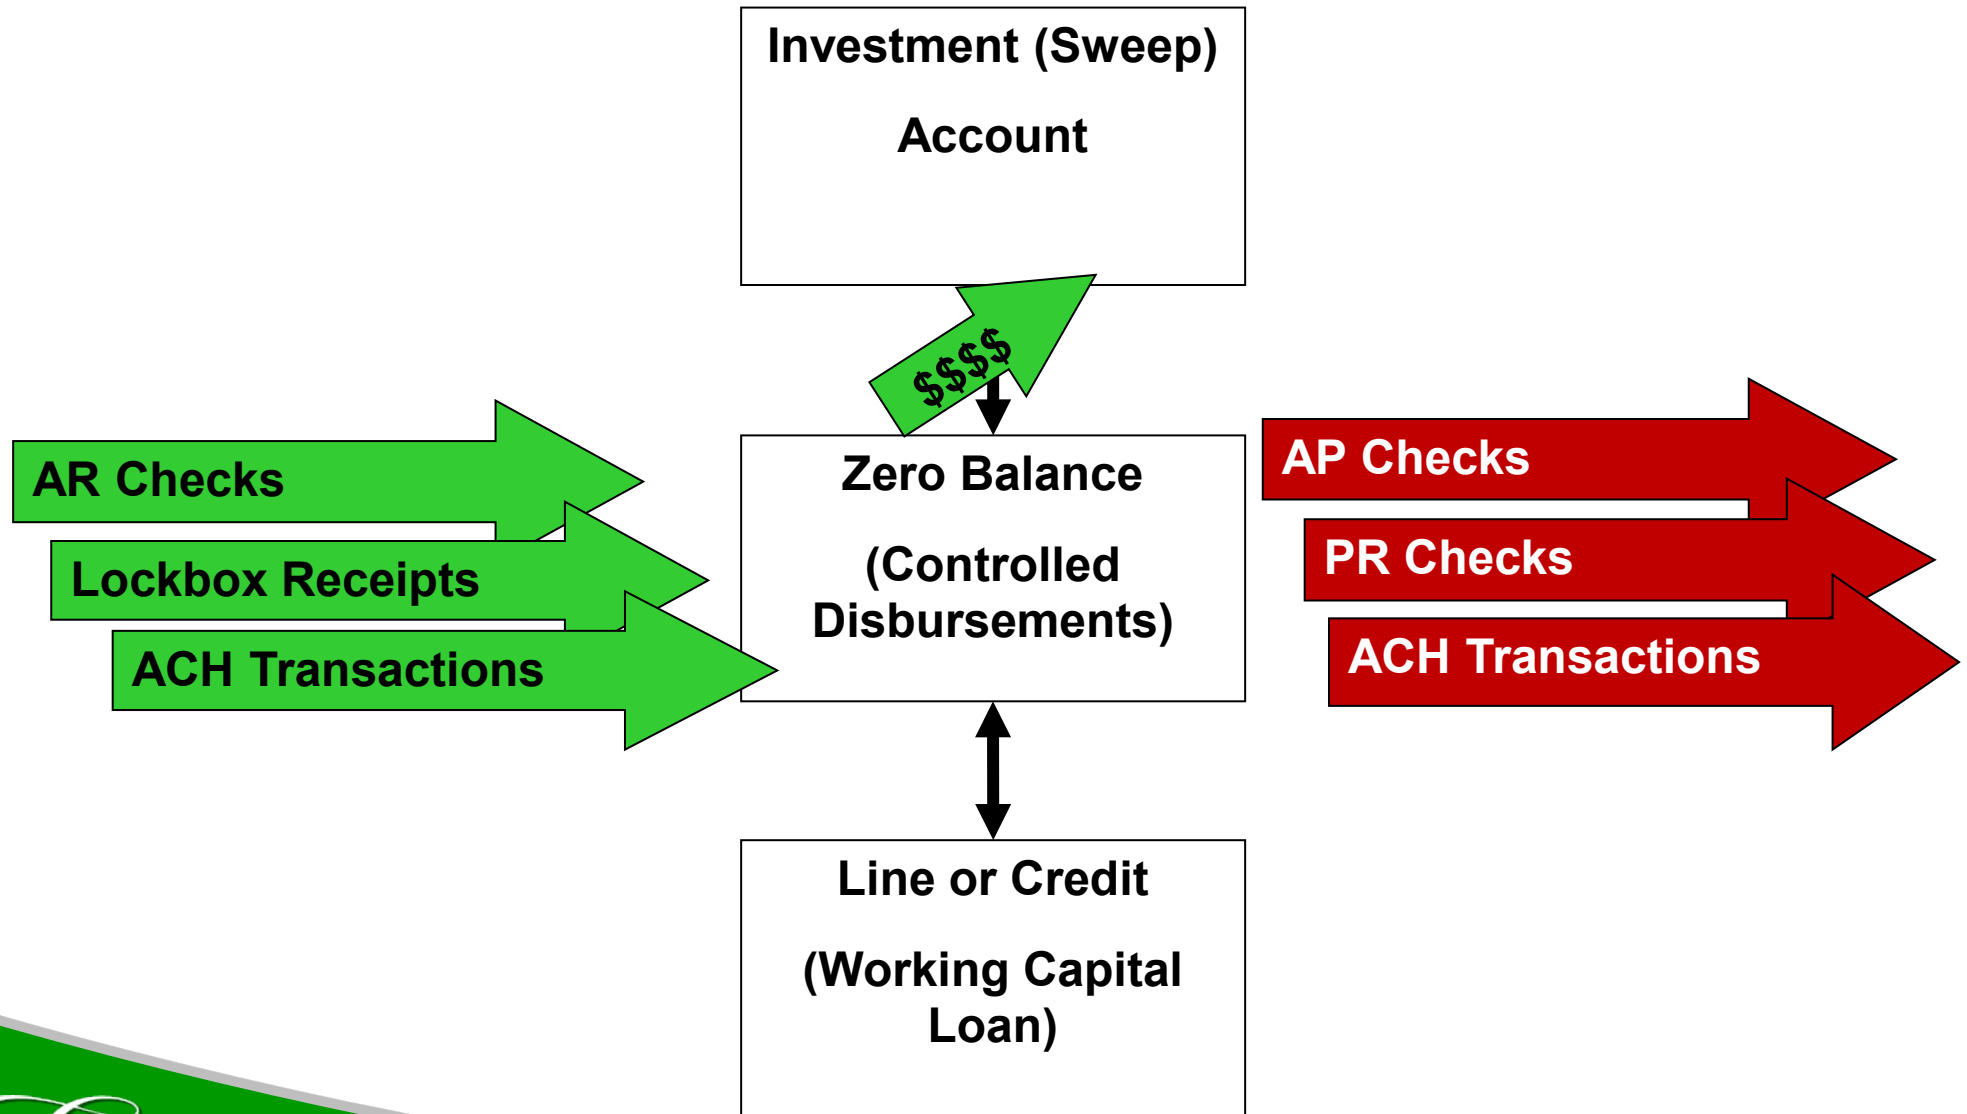 Investment (Sweep)
Account
$$$$
AR Checks
Lockbox Receipts
ACH Transactions
Zero Balance
(Controlled
Disbursements)
AP Checks
PR Checks
ACH Transactions
Line or Credit
(Working Capital
Loan)